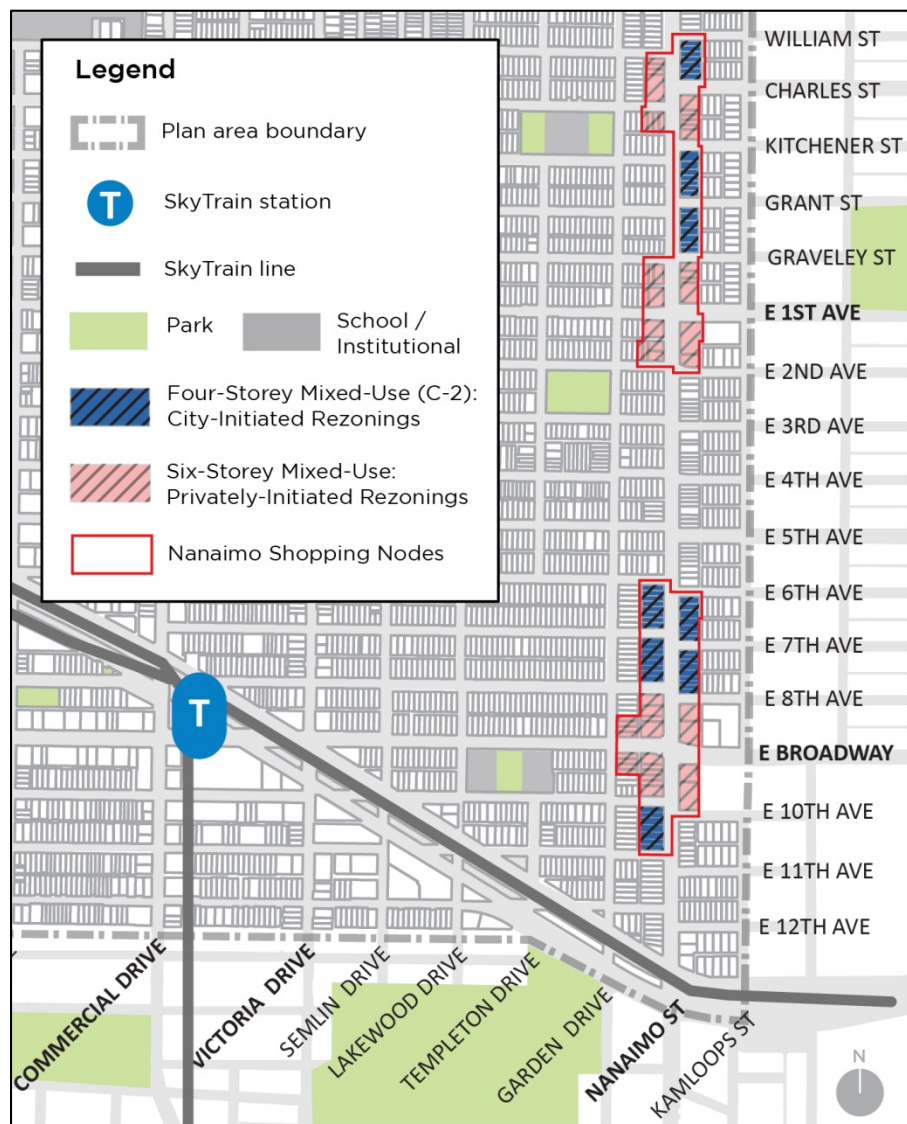 Legend
Plan area boundary
T
SkyTrain station
SkyTrain line
Park
School /
Institutional
Four-Storey Mixed-Use (C-2):
City-Initiated Rezonings
Six-Storey Mixed-Use:
Privately-Initiated Rezonings
Nanaimo Shopping Nodes
WILLIAM ST
CHARLES ST
KITCHENER ST
GRANT ST
GRAVELEY ST
E 1ST AVE
E 2ND AVE
E 3RD AVE
E 4TH AVE
E 5TH AVE
E 6TH AVE
E 7TH AVE
E 8TH AVE
E BROADWAY
E 10TH AVE
E 11TH AVE
E 12TH AVE
T
COMMERCIAL DRIVE
VICTORIA DRIVE
SEMLIN DRIVE
LAKEWOOD DRIVE
TEMPLETON DRIVE
GARDEN DRIVE
NANAIMO ST
KAMLOOPS ST
N